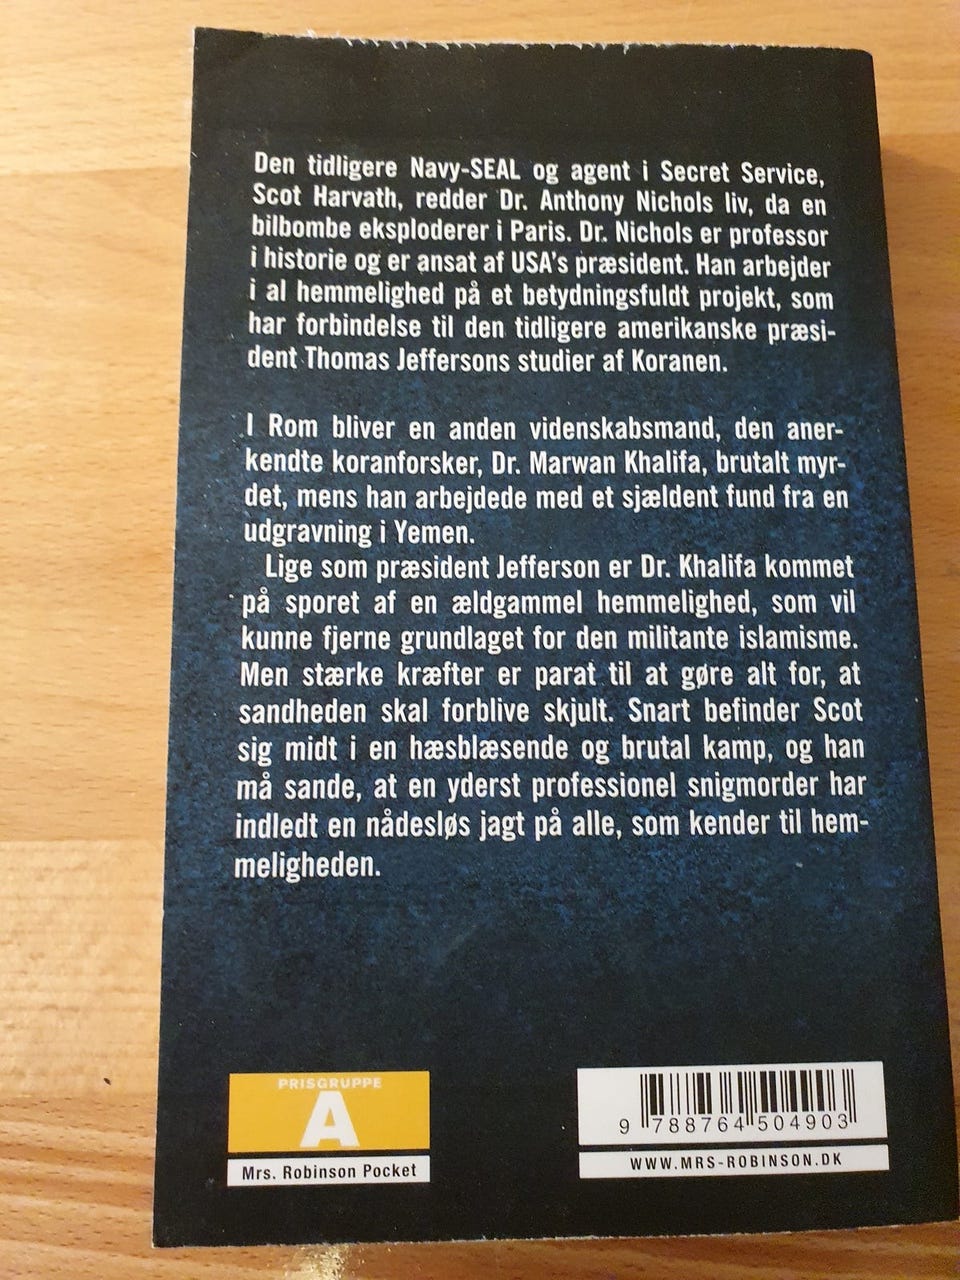 Den tidligere Navy-SEAL og agent i Secret Service,
Scot Harvath, redder Dr. Anthony Nichols liv, da en
bilbombe eksploderer i Paris. Dr. Nichols er professor
i historie og er ansat af USA's præsident. Han arbejder
i al hemmelighed på et betydningsfuldt projekt, som
har forbindelse til den tidligere amerikanske præsi-
dent Thomas Jeffersons studier af Koranen.
I Rom bliver en anden videnskabsmand, den aner-
kendte koranforsker, Dr. Marwan Khalifa, brutalt myr-
det, mens han arbejdede med et sjældent fund fra en
udgravning i Yemen.
Lige som præsident Jefferson er Dr. Khalifa kommet
på sporet af en ældgammel hemmelighed, som vil
kunne fjerne grundlaget for den militante islamisme.
Men stærke kræfter er parat til at gøre alt for, at
sandheden skal forblive skjult. Snart befinder Scot
sig midt i en hæsblæsende og brutal kamp, og han
må sande, at en yderst professionel snigmorder har
indledt en nådesløs jagt på alle, som kender til hem-
meligheden.
PRISGRUPPE
A
Mrs. Robinson Pocket
9 788764 504903
WWW.MRS-ROBINSON.DK